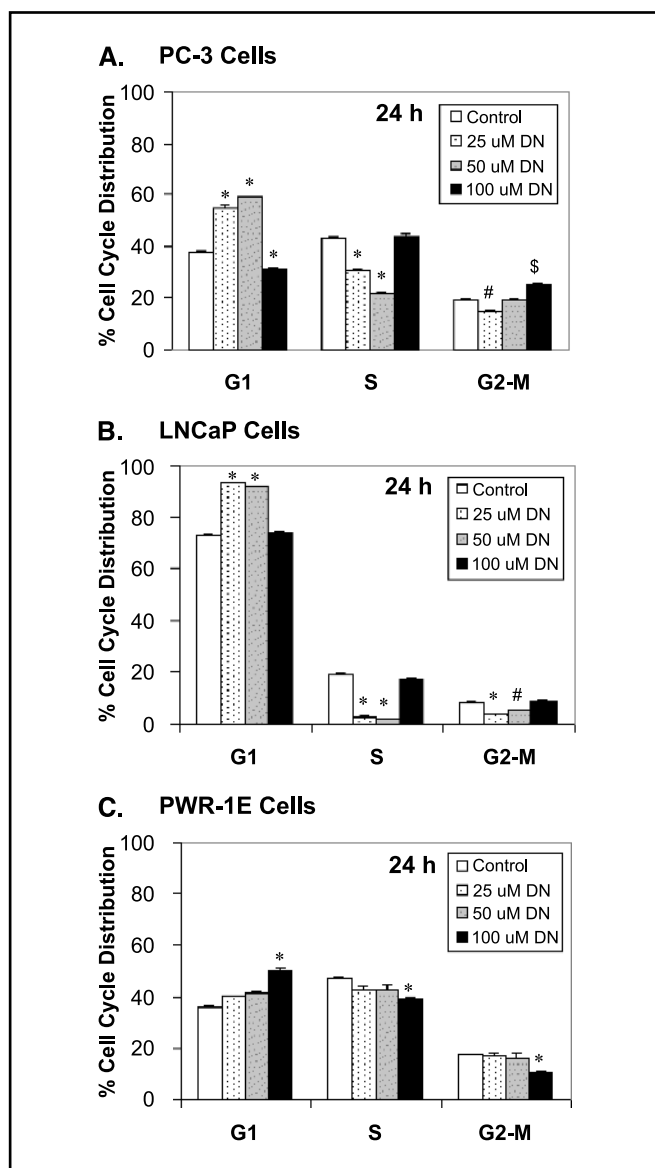 A. PC-3 Cells
% Cell Cycle Distribution
100
80
60
40
20
0
24 h
Control
25 uM DN
50 uM DN
100 uM DN
* *
*
*
*
#
$
G1 S G2-M
B. LNCaP Cells
% Cell Cycle Distribution
100
80
60
40
20
0
24 h
Control
25 uM DN
50 uM DN
100 uM DN
* *
* *
* #
G1 S G2-M
C. PWR-1E Cells
% Cell Cycle Distribution
100
80
60
40
20
0
24 h
Control
25 uM DN
50 uM DN
100 uM DN
*
*
*
G1 S G2-M